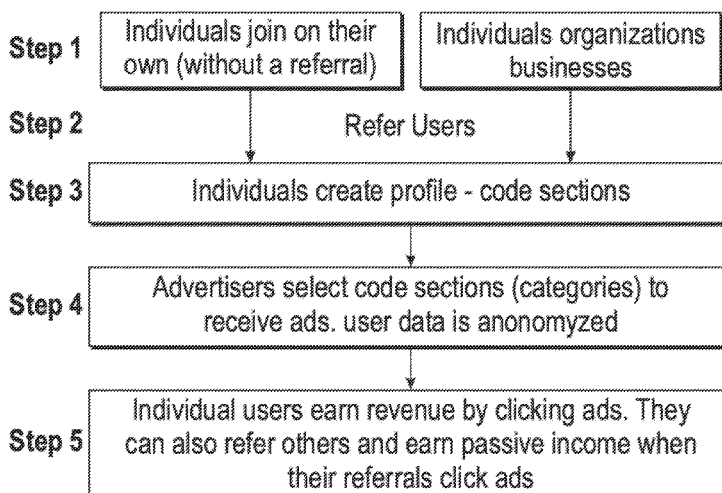 Step 1
Individuals join on their
own (without a referral)
Individuals organizations
businesses
Step 2
Refer Users
Step 3
Individuals create profile - code sections
Step 4
Advertisers select code sections (categories) to
receive ads. user data is anonomyzed
Step 5
Individual users earn revenue by clicking ads. They
can also refer others and earn passive income when
their referrals click ads